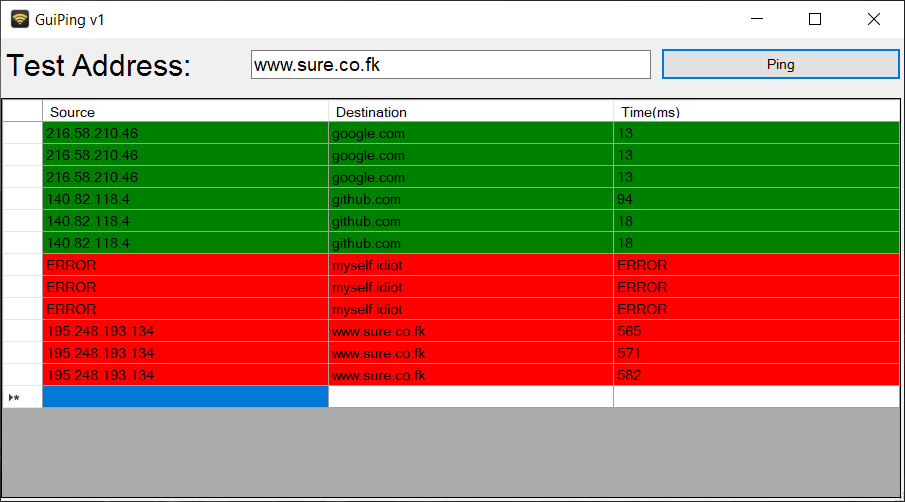 GuiPing v1
Test Address: www.sure.co.fk Ping
Source Destination Time(ms)
216.58.210.46 google.com 13
216.58.210.46 google.com 13
216.58.210.46 google.com 13
140.82.118.4 github.com 94
140.82.118.4 github.com 18
140.82.118.4 github.com 18
ERROR myself.idiot ERROR
ERROR myself.idiot ERROR
ERROR myself.idiot ERROR
195.248.193.134 www.sure.co.fk 565
195.248.193.134 www.sure.co.fk 571
195.248.193.134 www.sure.co.fk 582